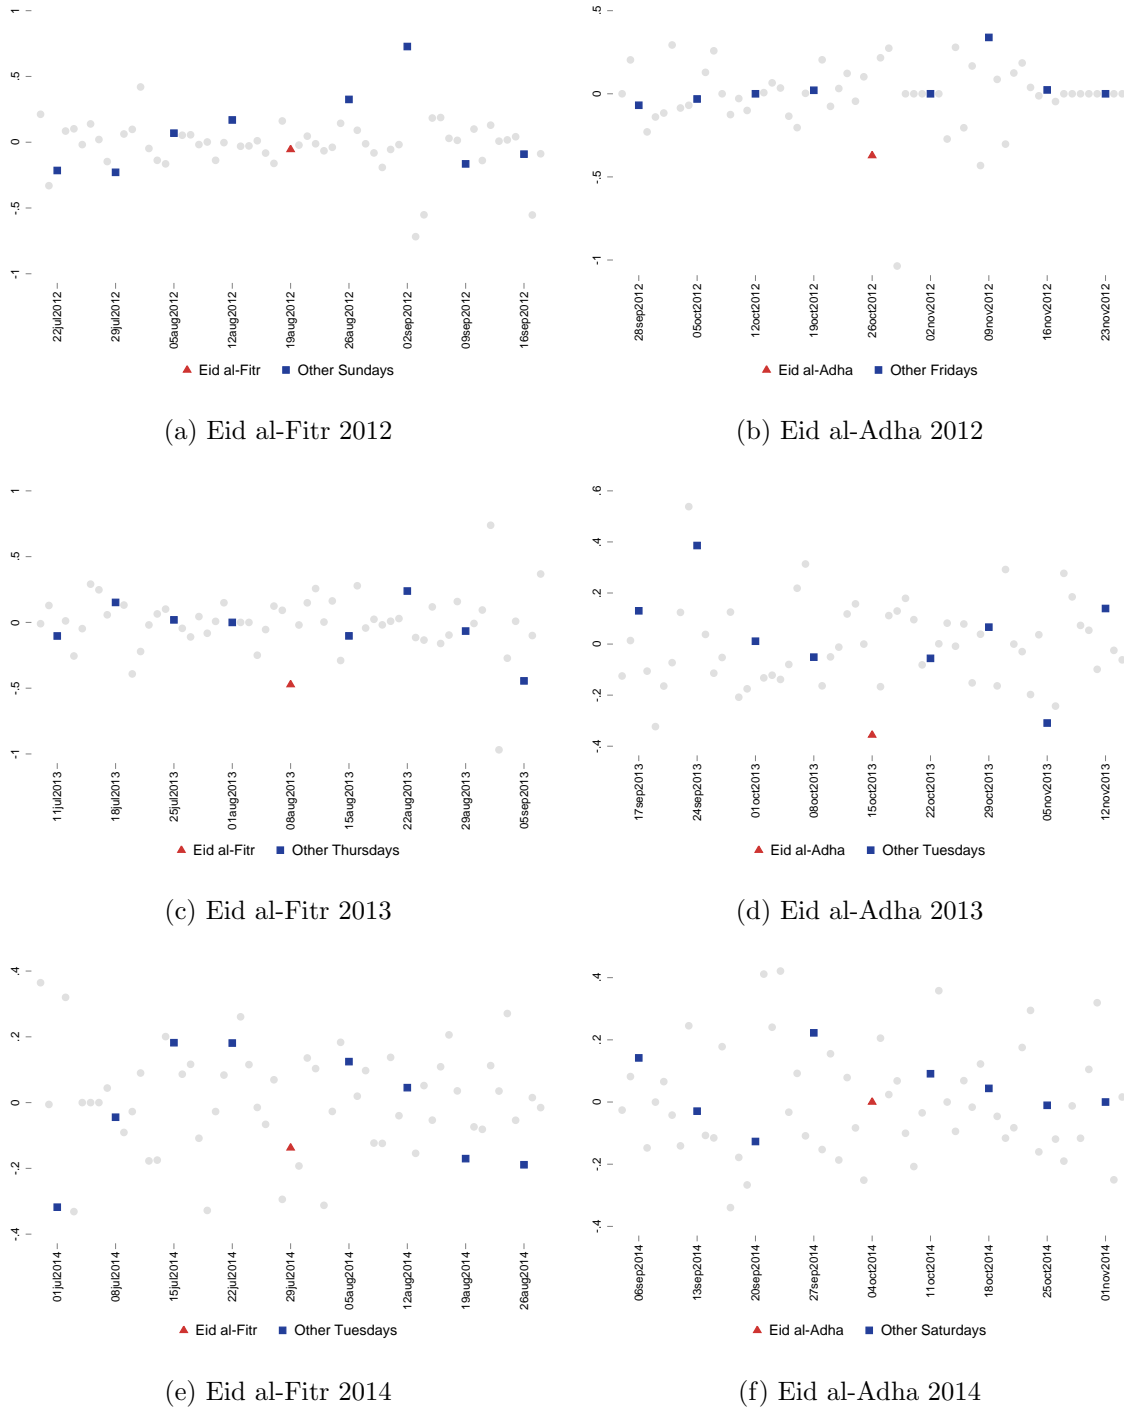 1
.5
0
-.5
-1
22jul2012
29jul2012
05aug2012
12aug2012
19aug2012
26aug2012
02sep2012
09sep2012
16sep2012
Eid al-Fitr Other Sundays
(a) Eid al-Fitr 2012
.5
0
-.5
-1
28sep2012
05oct2012
12oct2012
19oct2012
26oct2012
02nov2012
09nov2012
16nov2012
23nov2012
Eid al-Adha Other Fridays
(b) Eid al-Adha 2012
1
.5
0
-.5
-1
11jul2013
18jul2013
25jul2013
01aug2013
08aug2013
15aug2013
22aug2013
29aug2013
05sep2013
Eid al-Fitr Other Thursdays
(c) Eid al-Fitr 2013
.6
.4
.2
0
-.2
-.4
17sep2013
24sep2013
01oct2013
09oct2013
15oct2013
22oct2013
29oct2013
05nov2013
12nov2013
Eid al-Adha Other Tuesdays
(d) Eid al-Adha 2013
.4
.2
0
-.2
-.4
01jul2014
08jul2014
15jul2014
22jul2014
29jul2014
05aug2014
12aug2014
19aug2014
26aug2014
Eid al-Fitr Other Tuesdays
(e) Eid al-Fitr 2014
.4
.2
0
-.2
-.4
06sep2014
13sep2014
20sep2014
27sep2014
04oct2014
11oct2014
18oct2014
25oct2014
01nov2014
Eid al-Adha Other Saturdays
(f) Eid al-Adha 2014